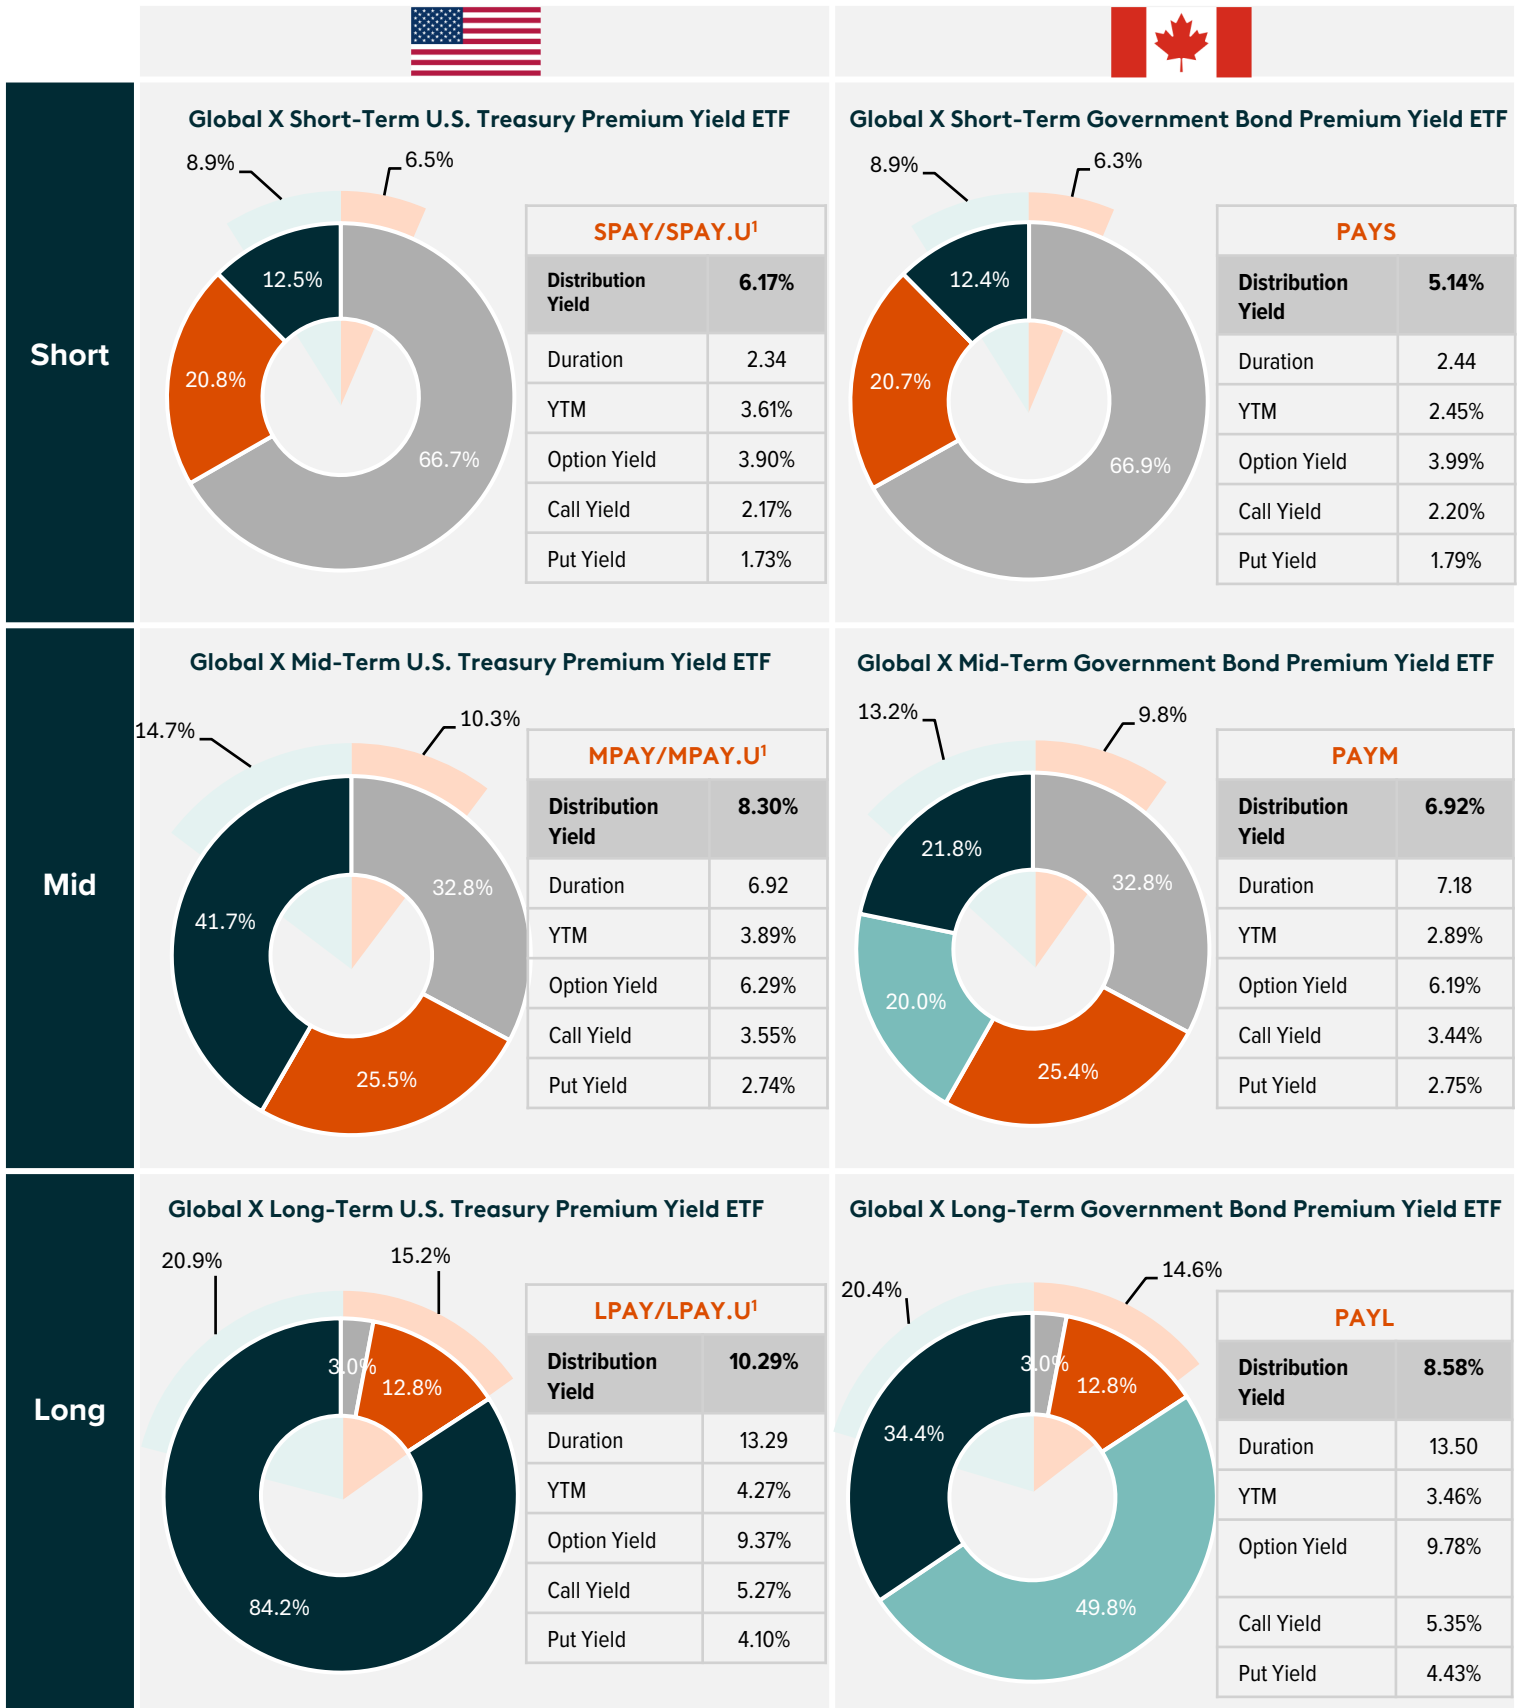 Short
Global X Short-Term U.S. Treasury Premium Yield ETF
8.9%
6.5%
12.5%
20.8%
66.7%
SPAY/SPAY.U¹
Distribution
Yield
6.17%
Duration 2.34
YTM 3.61%
Option Yield 3.90%
Call Yield 2.17%
Put Yield 1.73%
Global X Short-Term Government Bond Premium Yield ETF
8.9%
6.3%
12.4%
20.7%
66.9%
PAYS
Distribution
Yield
5.14%
Duration 2.44
YTM 2.45%
Option Yield 3.99%
Call Yield 2.20%
Put Yield 1.79%
Mid
Global X Mid-Term U.S. Treasury Premium Yield ETF
14.7%
10.3%
32.8%
41.7%
25.5%
MPAY/MPAY.U¹
Distribution
Yield
8.30%
Duration 6.92
YTM 3.89%
Option Yield 6.29%
Call Yield 3.55%
Put Yield 2.74%
Global X Mid-Term Government Bond Premium Yield ETF
13.2%
9.8%
21.8%
32.8%
20.0%
25.4%
PAYM
Distribution
Yield
6.92%
Duration 7.18
YTM 2.89%
Option Yield 6.19%
Call Yield 3.44%
Put Yield 2.75%
Long
Global X Long-Term U.S. Treasury Premium Yield ETF
20.9%
15.2%
3.0%
12.8%
84.2%
LPAY/LPAY.U¹
Distribution
Yield
10.29%
Duration 13.29
YTM 4.27%
Option Yield 9.37%
Call Yield 5.27%
Put Yield 4.10%
Global X Long-Term Government Bond Premium Yield ETF
20.4%
14.6%
3.0%
12.8%
34.4%
49.8%
PAYL
Distribution
Yield
8.58%
Duration 13.50
YTM 3.46%
Option Yield 9.78%
Call Yield 5.35%
Put Yield 4.43%